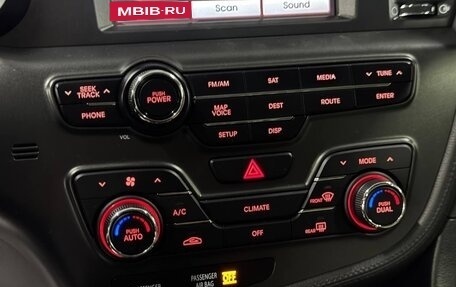 MBIB-RU
Scan Sound
SEEK TRACK
PUSH POWER
FM/AM SAT MEDIA TUNE
PHONE
MAP VOICE DEST ROUTE ENTER
VOL
SETUP DISP
MODE
A/C CLIMATE FRONT
PUSH AUTO
PUSH DUAL
OFF REAR
PASSENGER AIR BAG OFF